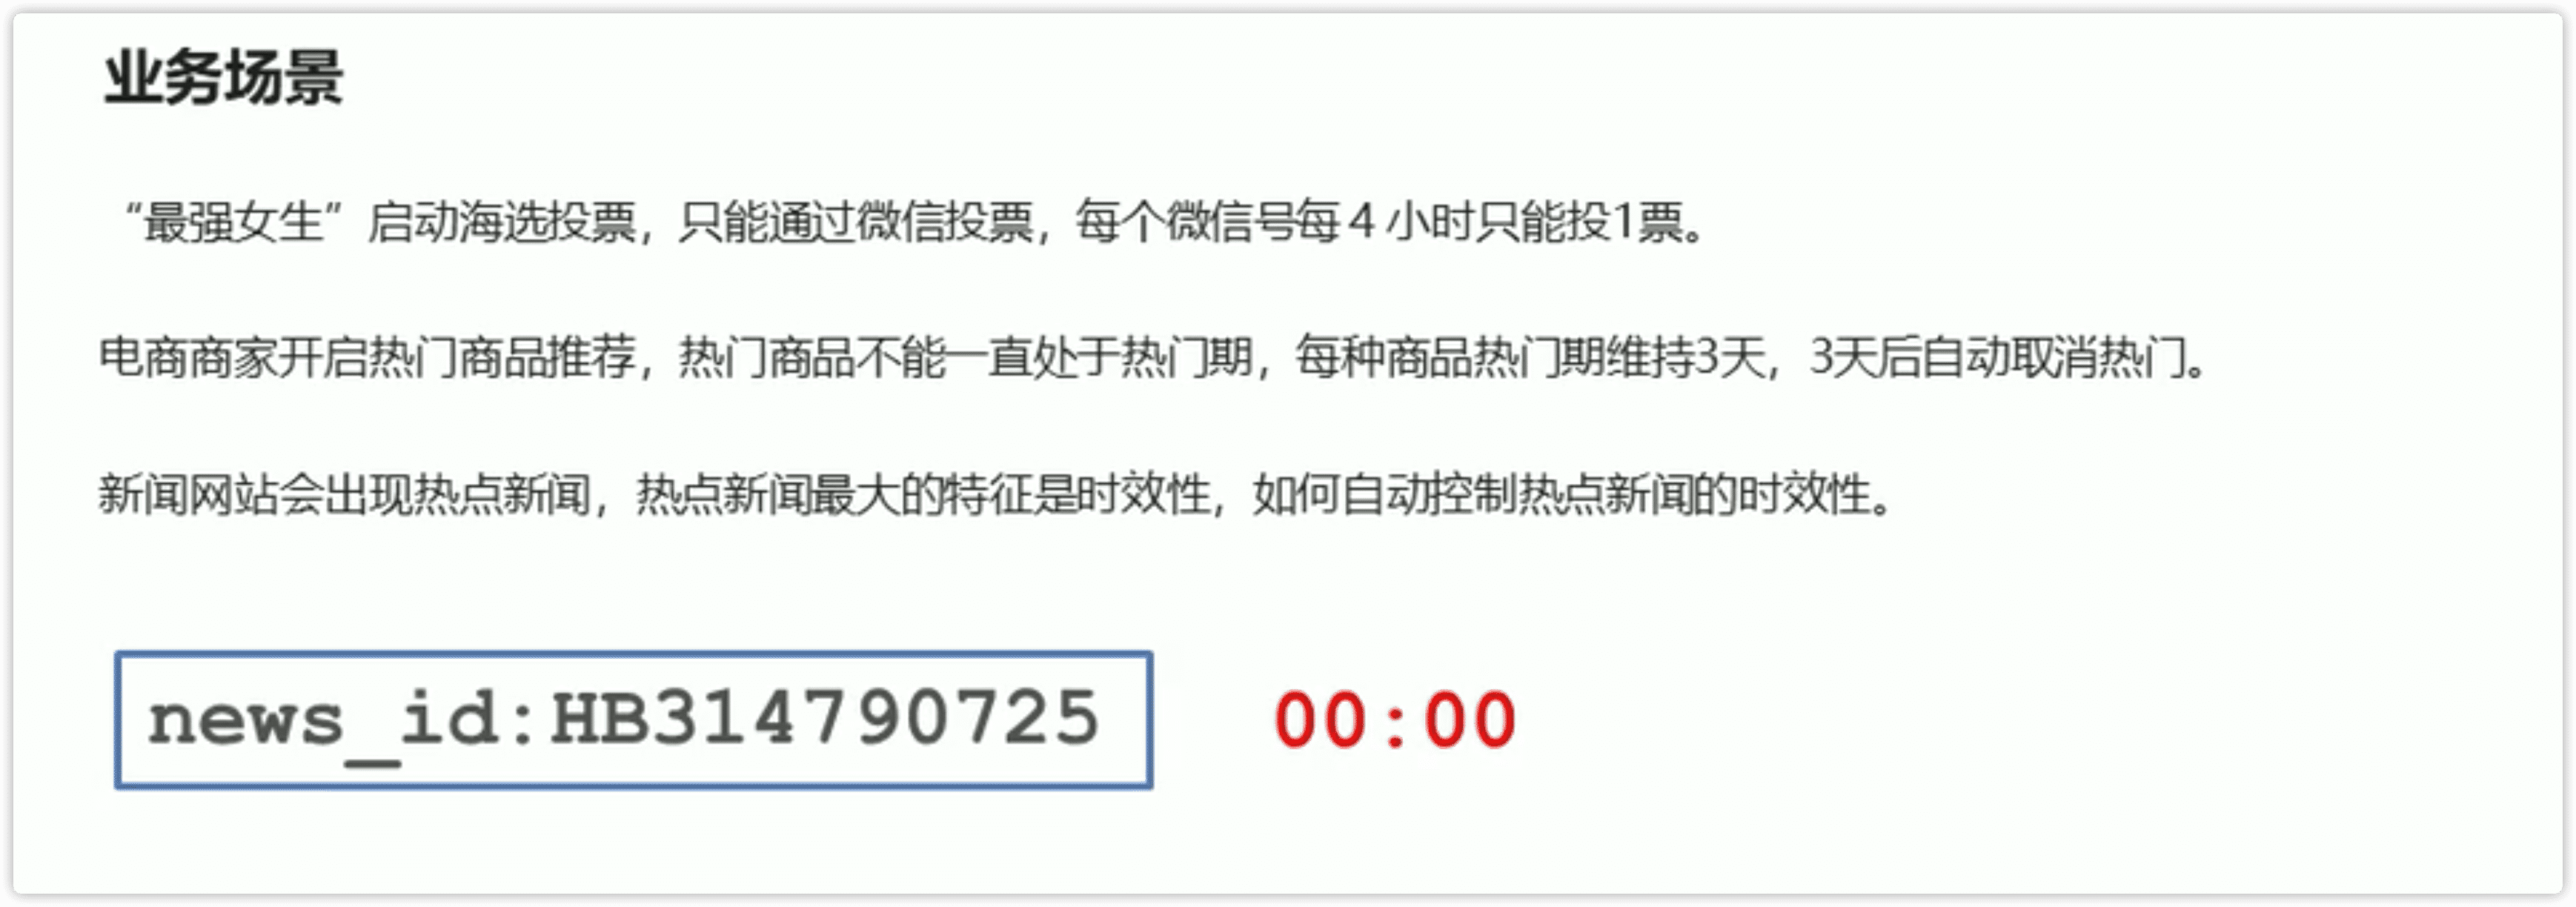 业务场景
“最强女生”启动海选投票，只能通过微信投票，每个微信号每 4 小时只能投1票。
电商商家开启热门商品推荐，热门商品不能一直处于热门期，每种商品热门期维持3天，3天后自动取消热门。
新闻网站会出现热点新闻，热点新闻最大的特征是时效性，如何自动控制热点新闻的时效性。
news_id:HB314790725 00:00